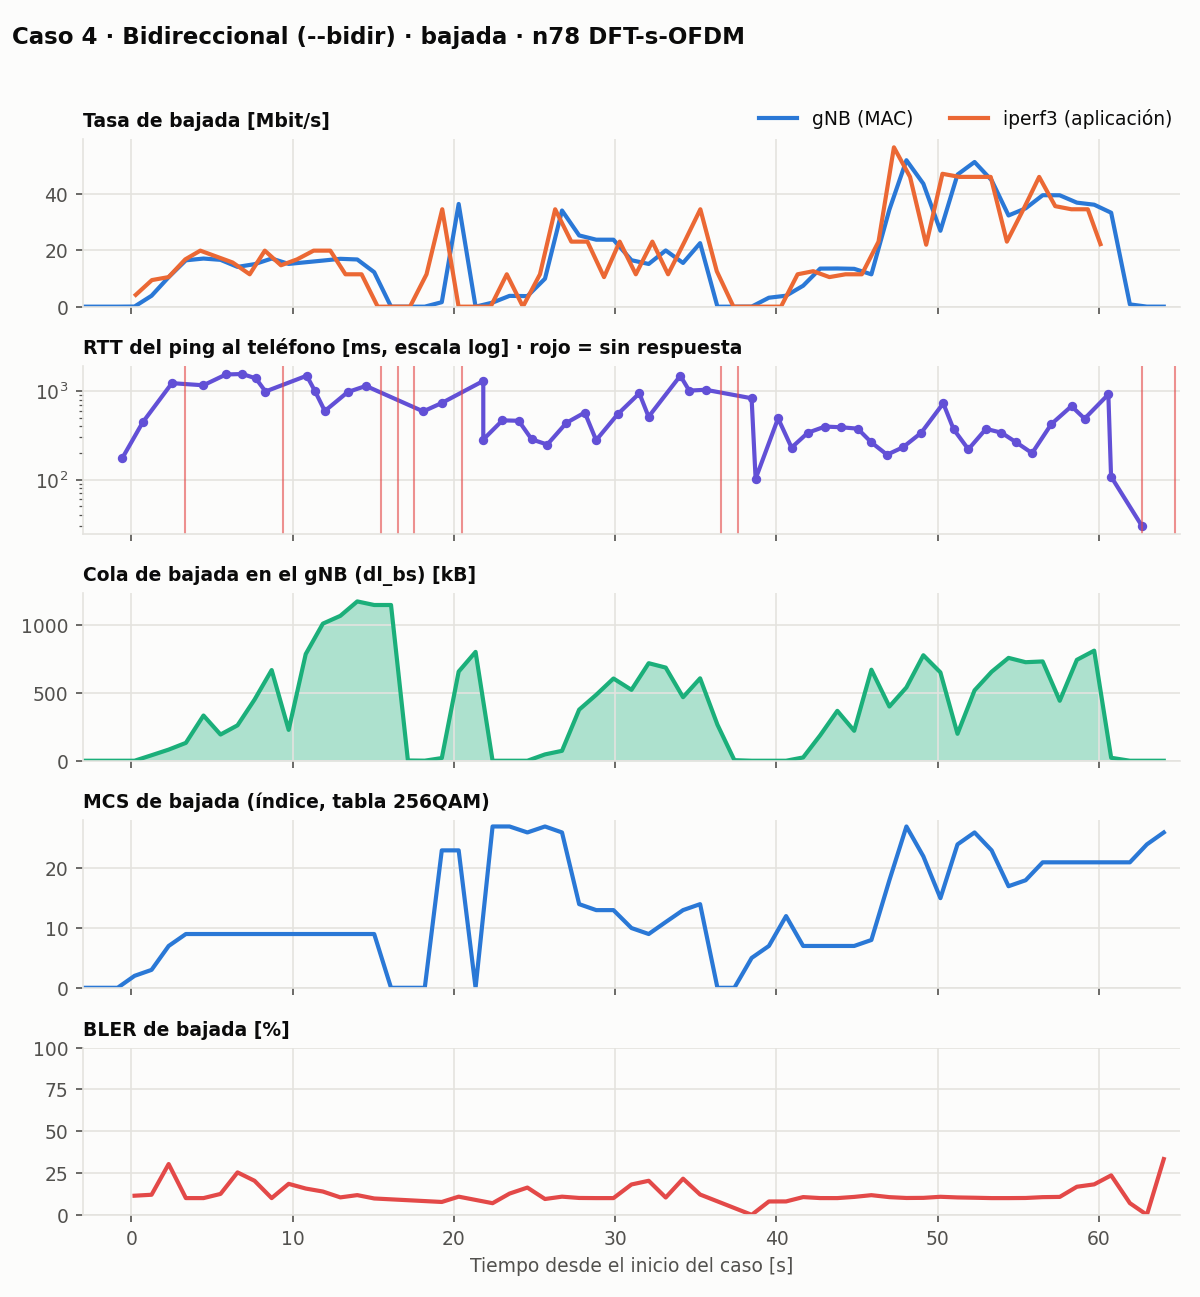 Caso 4 · Bidireccional (--bidir) · bajada · n78 DFT-s-OFDM
Tasa de bajada [Mbit/s]
gNB (MAC)
iperf3 (aplicación)
40
20
0
RTT del ping al teléfono [ms, escala log] · rojo = sin respuesta
10³
10²
Cola de bajada en el gNB (dl_bs) [kB]
1000
500
0
MCS de bajada (índice, tabla 256QAM)
20
10
0
BLER de bajada [%]
100
75
50
25
0
0 10 20 30 40 50 60
Tiempo desde el inicio del caso [s]